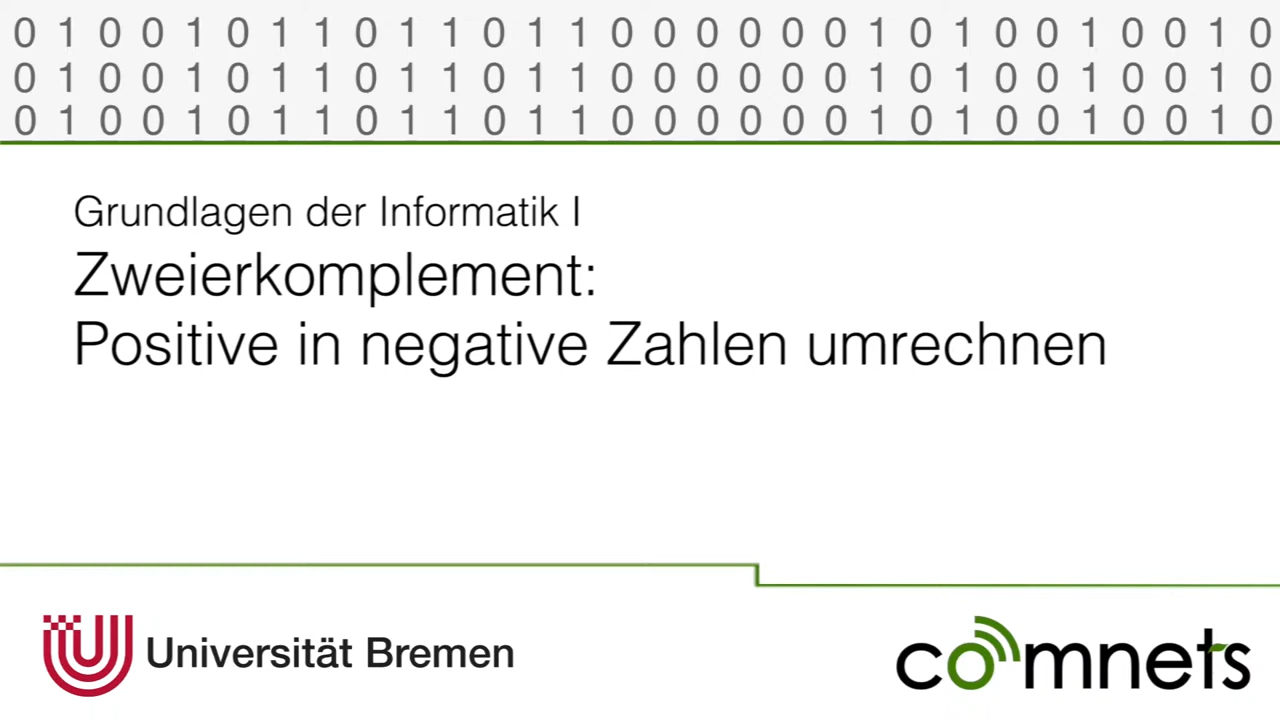 0 1 0 0 1 0 1 1 0 1 1 0 1 1 0 0 0 0 0 0 1 0 1 0 0 1 0 0 1 0
0 1 0 0 1 0 1 1 0 1 1 0 1 1 0 0 0 0 0 0 1 0 1 0 0 1 0 0 1 0
0 1 0 0 1 0 1 1 0 1 1 0 1 1 0 0 0 0 0 0 1 0 1 0 0 1 0 0 1 0
Grundlagen der Informatik I
Zweierkomplement:
Positive in negative Zahlen umrechnen
Universität Bremen
comnets